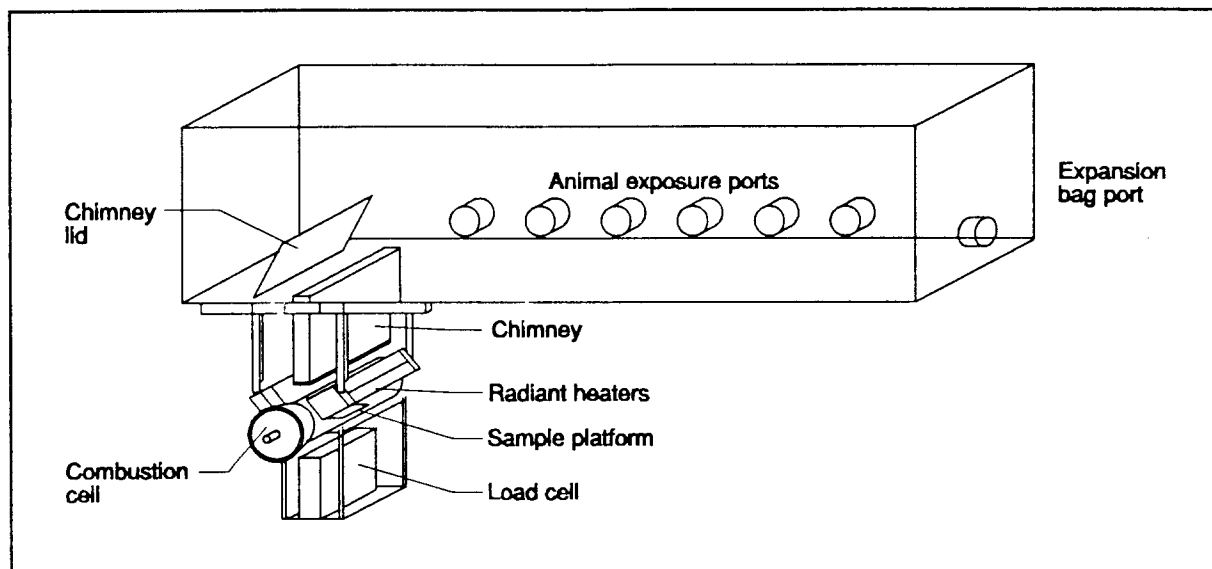 Animal exposure ports
Expansion
bag port
Chimney
lid
Chimney
Radiant heaters
Sample platform
Combustion
cell
Load cell